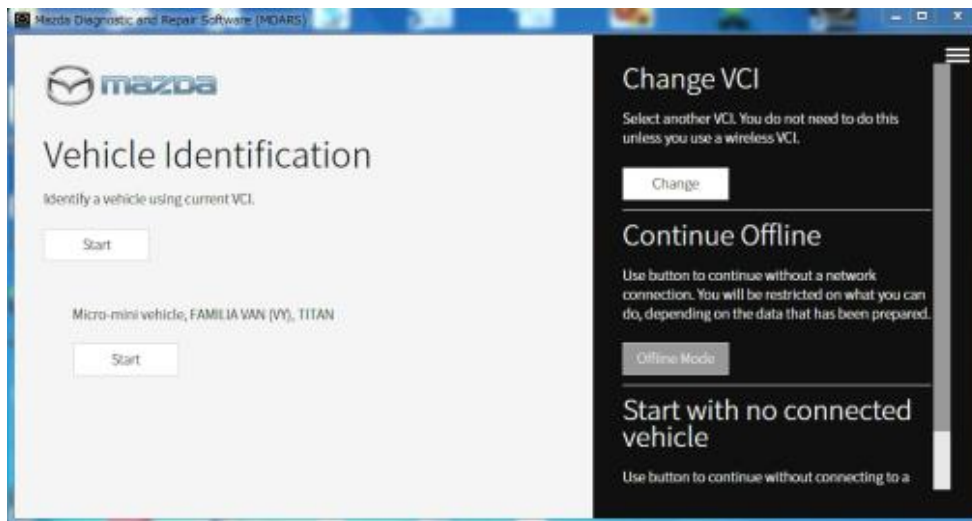 Mazda Diagnostic and Repair Software (MDARS)
mazda
Vehicle Identification
Identify a vehicle using current VCI.
Start
Micro-mini vehicle, FAMILIA VAN (VY), TITAN
Start
Change VCI
Select another VCI. You do not need to do this
unless you use a wireless VCI.
Change
Continue Offline
Use button to continue without a network
connection. You will be restricted on what you can
do, depending on the data that has been prepared.
Offline Mode
Start with no connected
vehicle
Use button to continue without connecting to a